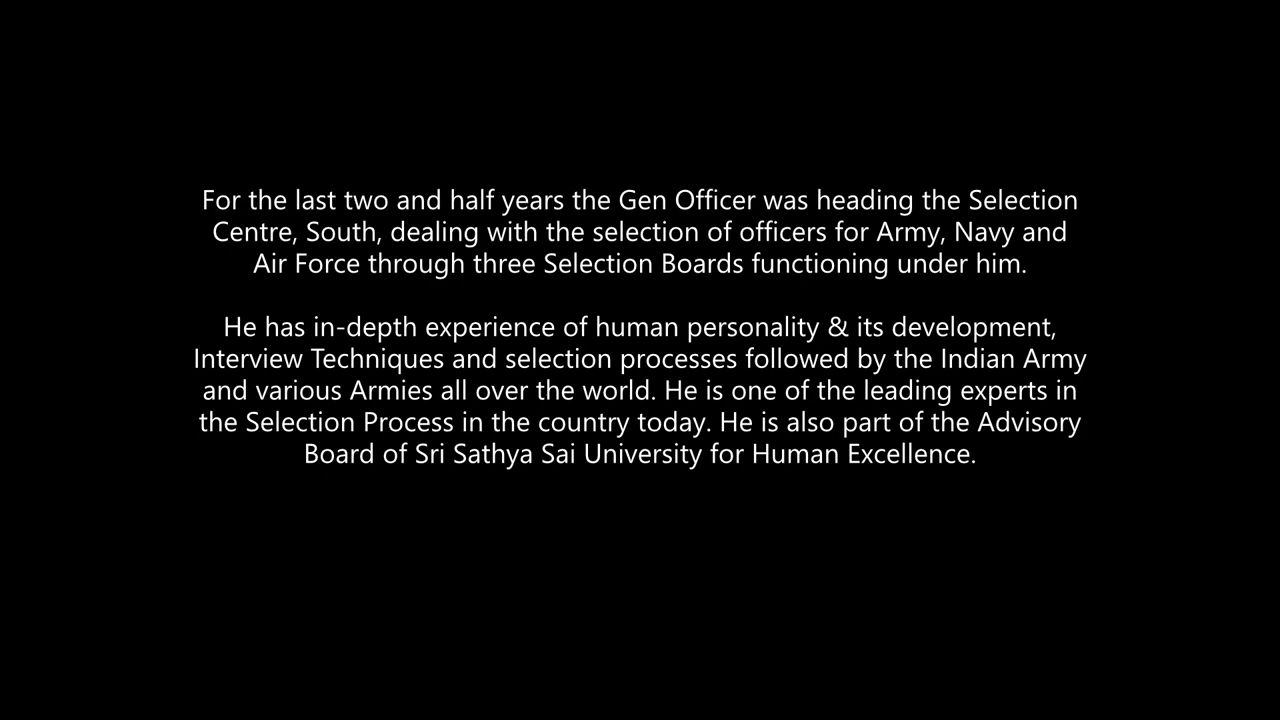 For the last two and half years the Gen Officer was heading the Selection
Centre, South, dealing with the selection of officers for Army, Navy and
Air Force through three Selection Boards functioning under him.
He has in-depth experience of human personality & its development,
Interview Techniques and selection processes followed by the Indian Army
and various Armies all over the world. He is one of the leading experts in
the Selection Process in the country today. He is also part of the Advisory
Board of Sri Sathya Sai University for Human Excellence.